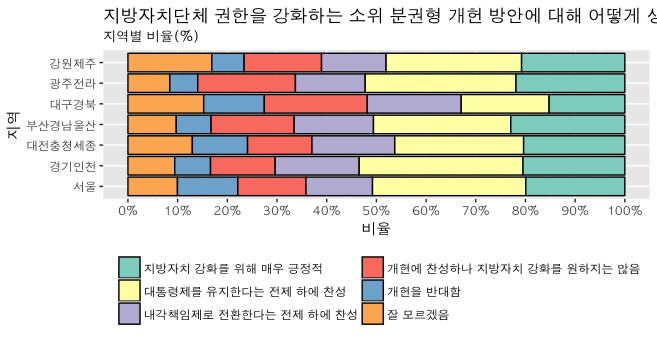 지방자치단체 권한을 강화하는 소위 분권형 개헌 방안에 대해 어떻게
지역별 비율(%)
지역
강원제주
광주전라
대구경북
부산경남울산
대전충청세종
경기인천
서울
0% 10% 20% 30% 40% 50% 60% 70% 80% 90% 100%
비율
지방자치 강화를 위해 매우 긍정적 개헌에 찬성하나 지방자치 강화를 원하지는 않음
대통령제를 유지한다는 전제 하에 찬성 개헌을 반대함
내각책임제로 전환한다는 전제 하에 찬성 잘 모르겠음